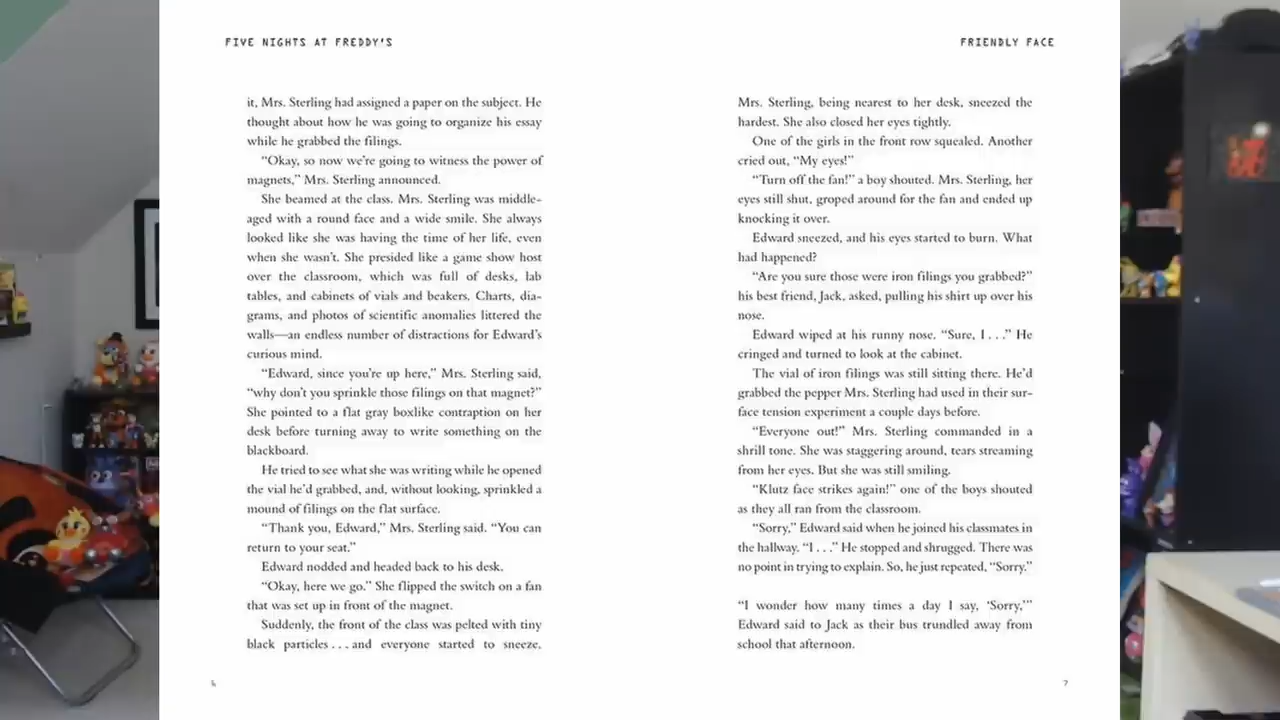 FIVE NIGHTS AT FREDDY'S
it, Mrs. Sterling had assigned a paper on the subject. He
thought about how he was going to organize his essay
while he grabbed the filings.
“Okay, so now we’re going to witness the power of
magnets,” Mrs. Sterling announced.
She beamed at the class. Mrs. Sterling was middle-
aged with a round face and a wide smile. She always
looked like she was having the time of her life, even
when she wasn’t. She presided like a game show host
over the classroom, which was full of desks, lab
tables, and cabinets of vials and beakers. Charts, dia-
grams, and photos of scientific anomalies littered the
walls—an endless number of distractions for Edward’s
curious mind.
“Edward, since you’re up here,” Mrs. Sterling said,
“why don’t you sprinkle those filings on that magnet?”
She pointed to a flat gray boxlike contraption on her
desk before turning away to write something on the
blackboard.
He tried to see what she was writing while he opened
the vial he’d grabbed, and, without looking, sprinkled a
mound of filings on the flat surface.
“Thank you, Edward,” Mrs. Sterling said. “You can
return to your seat.”
Edward nodded and headed back to his desk.
“Okay, here we go.” She flipped the switch on a fan
that was set up in front of the magnet.
Suddenly, the front of the class was pelted with tiny
black particles . . . and everyone started to sneeze.
FRIENDLY FACE
Mrs. Sterling, being nearest to her desk, sneezed the
hardest. She also closed her eyes tightly.
One of the girls in the front row squealed. Another
cried out, “My eyes!”
“Turn off the fan!” a boy shouted. Mrs. Sterling, her
eyes still shut, groped around for the fan and ended up
knocking it over.
Edward sneezed, and his eyes started to burn. What
had happened?
“Are you sure those were iron filings you grabbed?”
his best friend, Jack, asked, pulling his shirt up over his
nose.
Edward wiped at his runny nose. “Sure, I . . .” He
cringed and turned to look at the cabinet.
The vial of iron filings was still sitting there. He’d
grabbed the pepper Mrs. Sterling had used in their sur-
face tension experiment a couple days before.
“Everyone out!” Mrs. Sterling commanded in a
shrill tone. She was staggering around, tears streaming
from her eyes. But she was still smiling.
“Klutz face strikes again!” one of the boys shouted
as they all ran from the classroom.
“Sorry,” Edward said when he joined his classmates in
the hallway. “I . . .” He stopped and shrugged. There was
no point in trying to explain. So, he just repeated, “Sorry.”
“I wonder how many times a day I say, ‘Sorry,’”
Edward said to Jack as their bus trundled away from
school that afternoon.
7